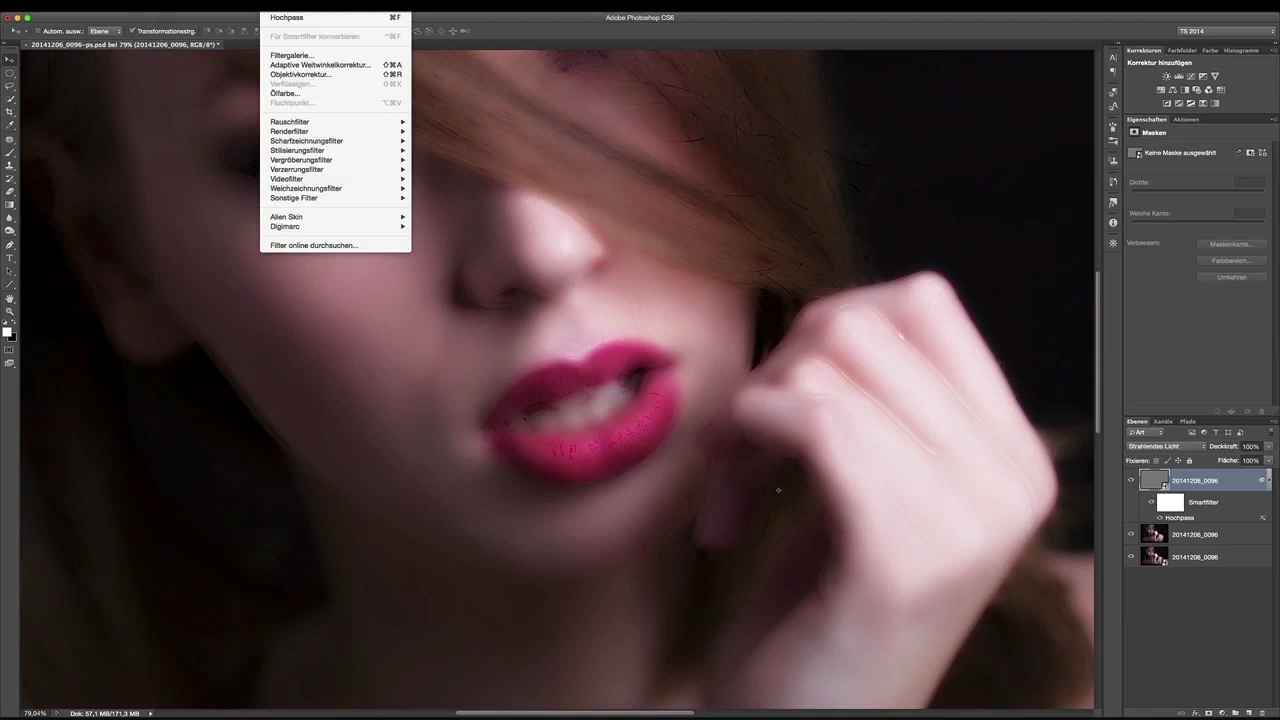 Adobe Photoshop CS6
Autom. ausw.: Ebene Transformationsstrg. TS 2014
20141206_0096-ps.psd bei 79% (20141206_0096, RGB/8*) *
Hochpass ⌘F
Für Smartfilter konvertieren ^⌘F
Filtergalerie...
Adaptive Weitwinkelkorrektur... ⇧⌘A
Objektivkorrektur... ⇧⌘R
Verflüssigen... ⇧⌘X
Ölfarbe...
Fluchtpunkt... ⌥⌘V
Rauschfilter
Renderfilter
Scharfzeichnungsfilter
Stilisierungsfilter
Vergröberungsfilter
Verzerrungsfilter
Videofilter
Weichzeichnungsfilter
Sonstige Filter
Alien Skin
Digimarc
Filter online durchsuchen...
Korrekturen Farbfelder Farbe Histogramm
Korrektur hinzufügen
Eigenschaften Aktionen
Masken
Keine Maske ausgewählt
Dichte:
Weiche Kante:
Verbessern: Maskenkante...
Farbbereich...
Umkehren
Ebenen Kanäle Pfade
Art
Strahlendes Licht Deckkraft: 100%
Fixieren: Fläche: 100%
20141206_0096
Smartfilter
Hochpass
20141206_0096
20141206_0096
79,04% Dok: 57,1 MB/171,3 MB